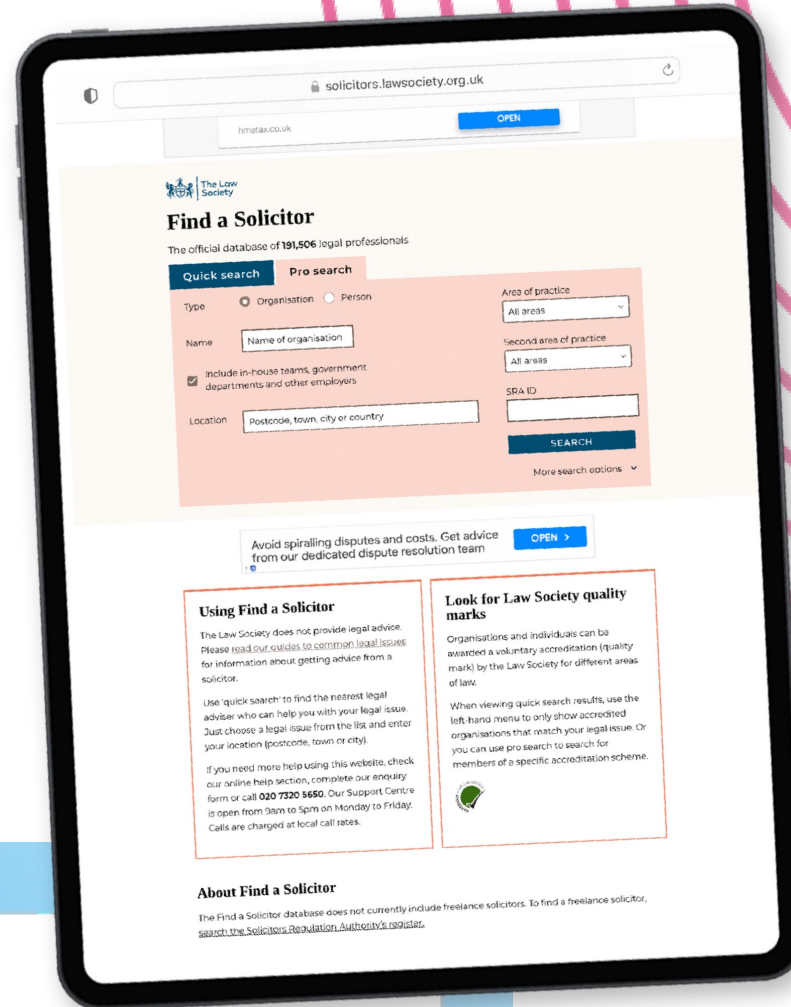 solicitors.lawsociety.org.uk
hmatax.co.uk
OPEN
The Law
Society
Find a Solicitor
The official database of 191,506 legal professionals
Quick search
Pro search
Type
Organisation
Person
Name
Name of organisation
Include in-house teams, government
departments and other employers
Location
Postcode, town, city or country
Area of practice
All areas
Second area of practice
All areas
SRA ID
SEARCH
More search options
Avoid spiralling disputes and costs. Get advice
from our dedicated dispute resolution team
OPEN >
Using Find a Solicitor
The Law Society does not provide legal advice.
Please read our guides to common legal issues
for information about getting advice from a
solicitor.
Use 'quick search' to find the nearest legal
adviser who can help you with your legal issue.
Just choose a legal issue from the list and enter
your location (postcode, town or city).
If you need more help using this website, check
our online help section, complete our enquiry
form or call 020 7320 5650. Our Support Centre
is open from 9am to 5pm on Monday to Friday.
Calls are charged at local call rates.
Look for Law Society quality
marks
Organisations and individuals can be
awarded a voluntary accreditation (quality
mark) by the Law Society for different areas
of law.
When viewing quick search results, use the
left-hand menu to only show accredited
organisations that match your legal issue. Or
you can use pro search to search for
members of a specific accreditation scheme.
About Find a Solicitor
The Find a Solicitor database does not currently include freelance solicitors. To find a freelance solicitor,
search the Solicitors Regulation Authority's register.